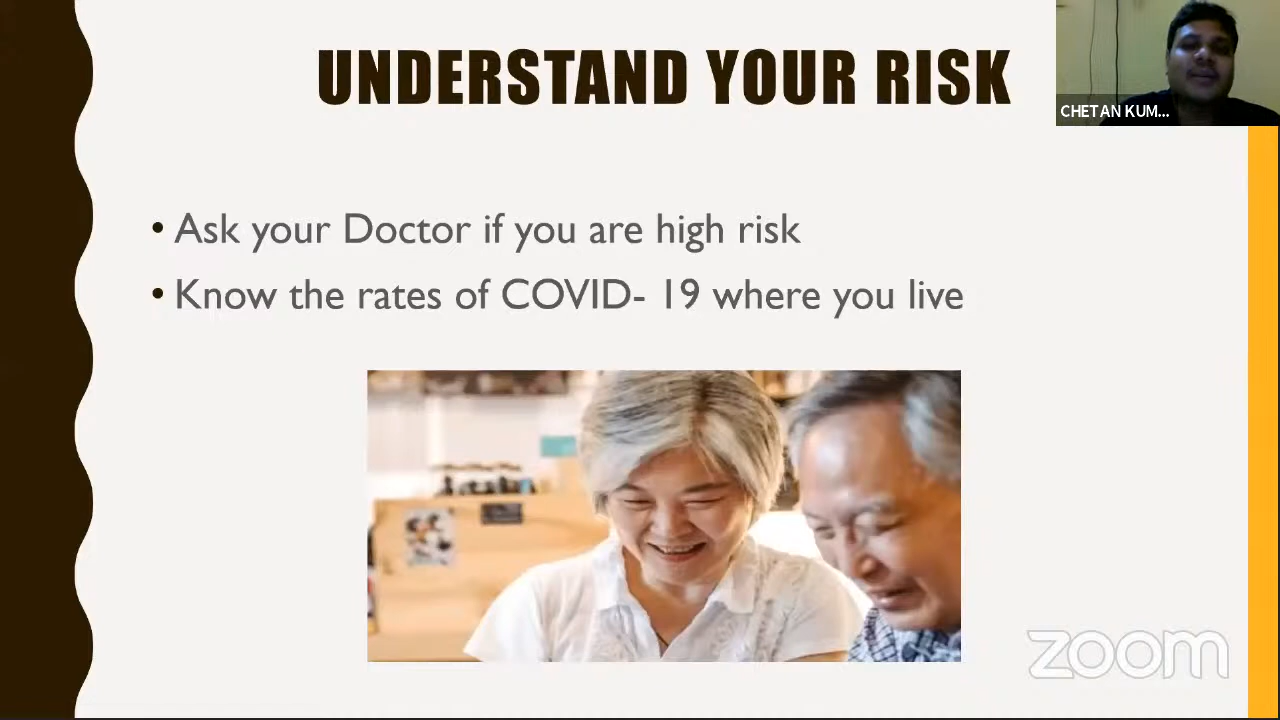 UNDERSTAND YOUR RISK
CHETAN KUM...
• Ask your Doctor if you are high risk
• Know the rates of COVID- 19 where you live
zoom